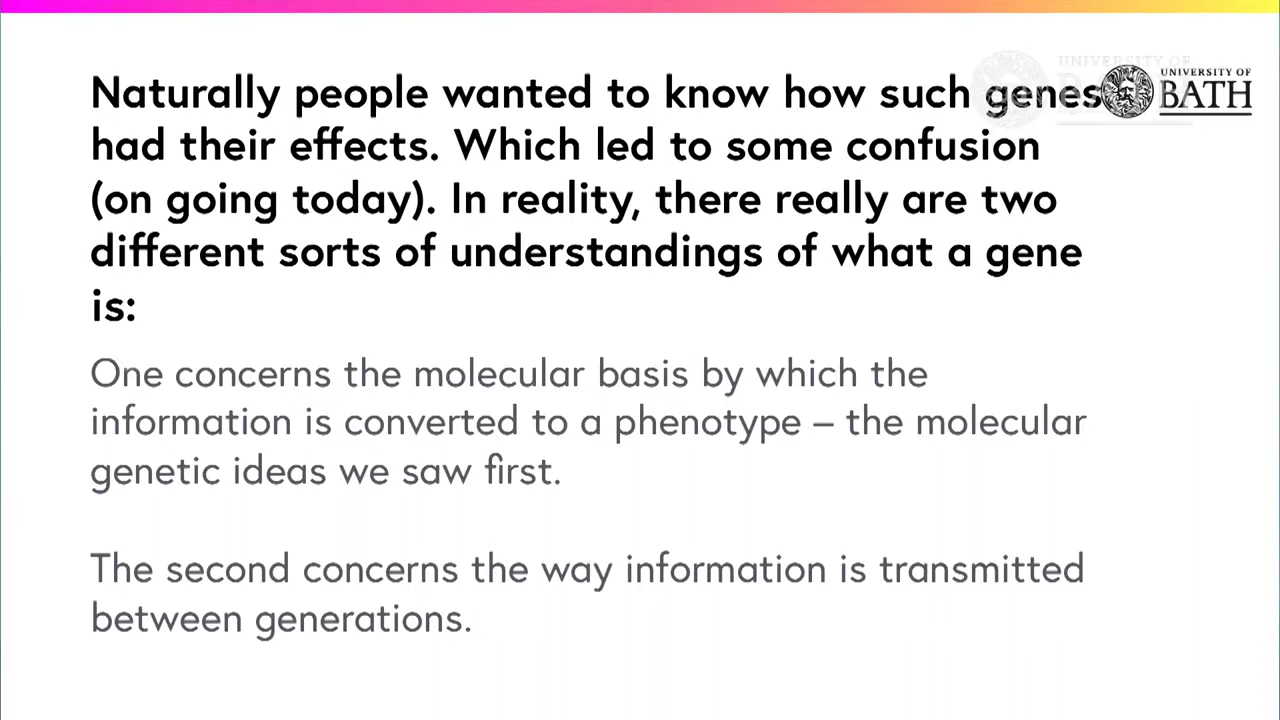 Naturally people wanted to know how such genes
had their effects. Which led to some confusion
(on going today). In reality, there really are two
different sorts of understandings of what a gene
is:
One concerns the molecular basis by which the
information is converted to a phenotype – the molecular
genetic ideas we saw first.
The second concerns the way information is transmitted
between generations.
UNIVERSITY OF
BATH
UNIVERSITY OF
BATH